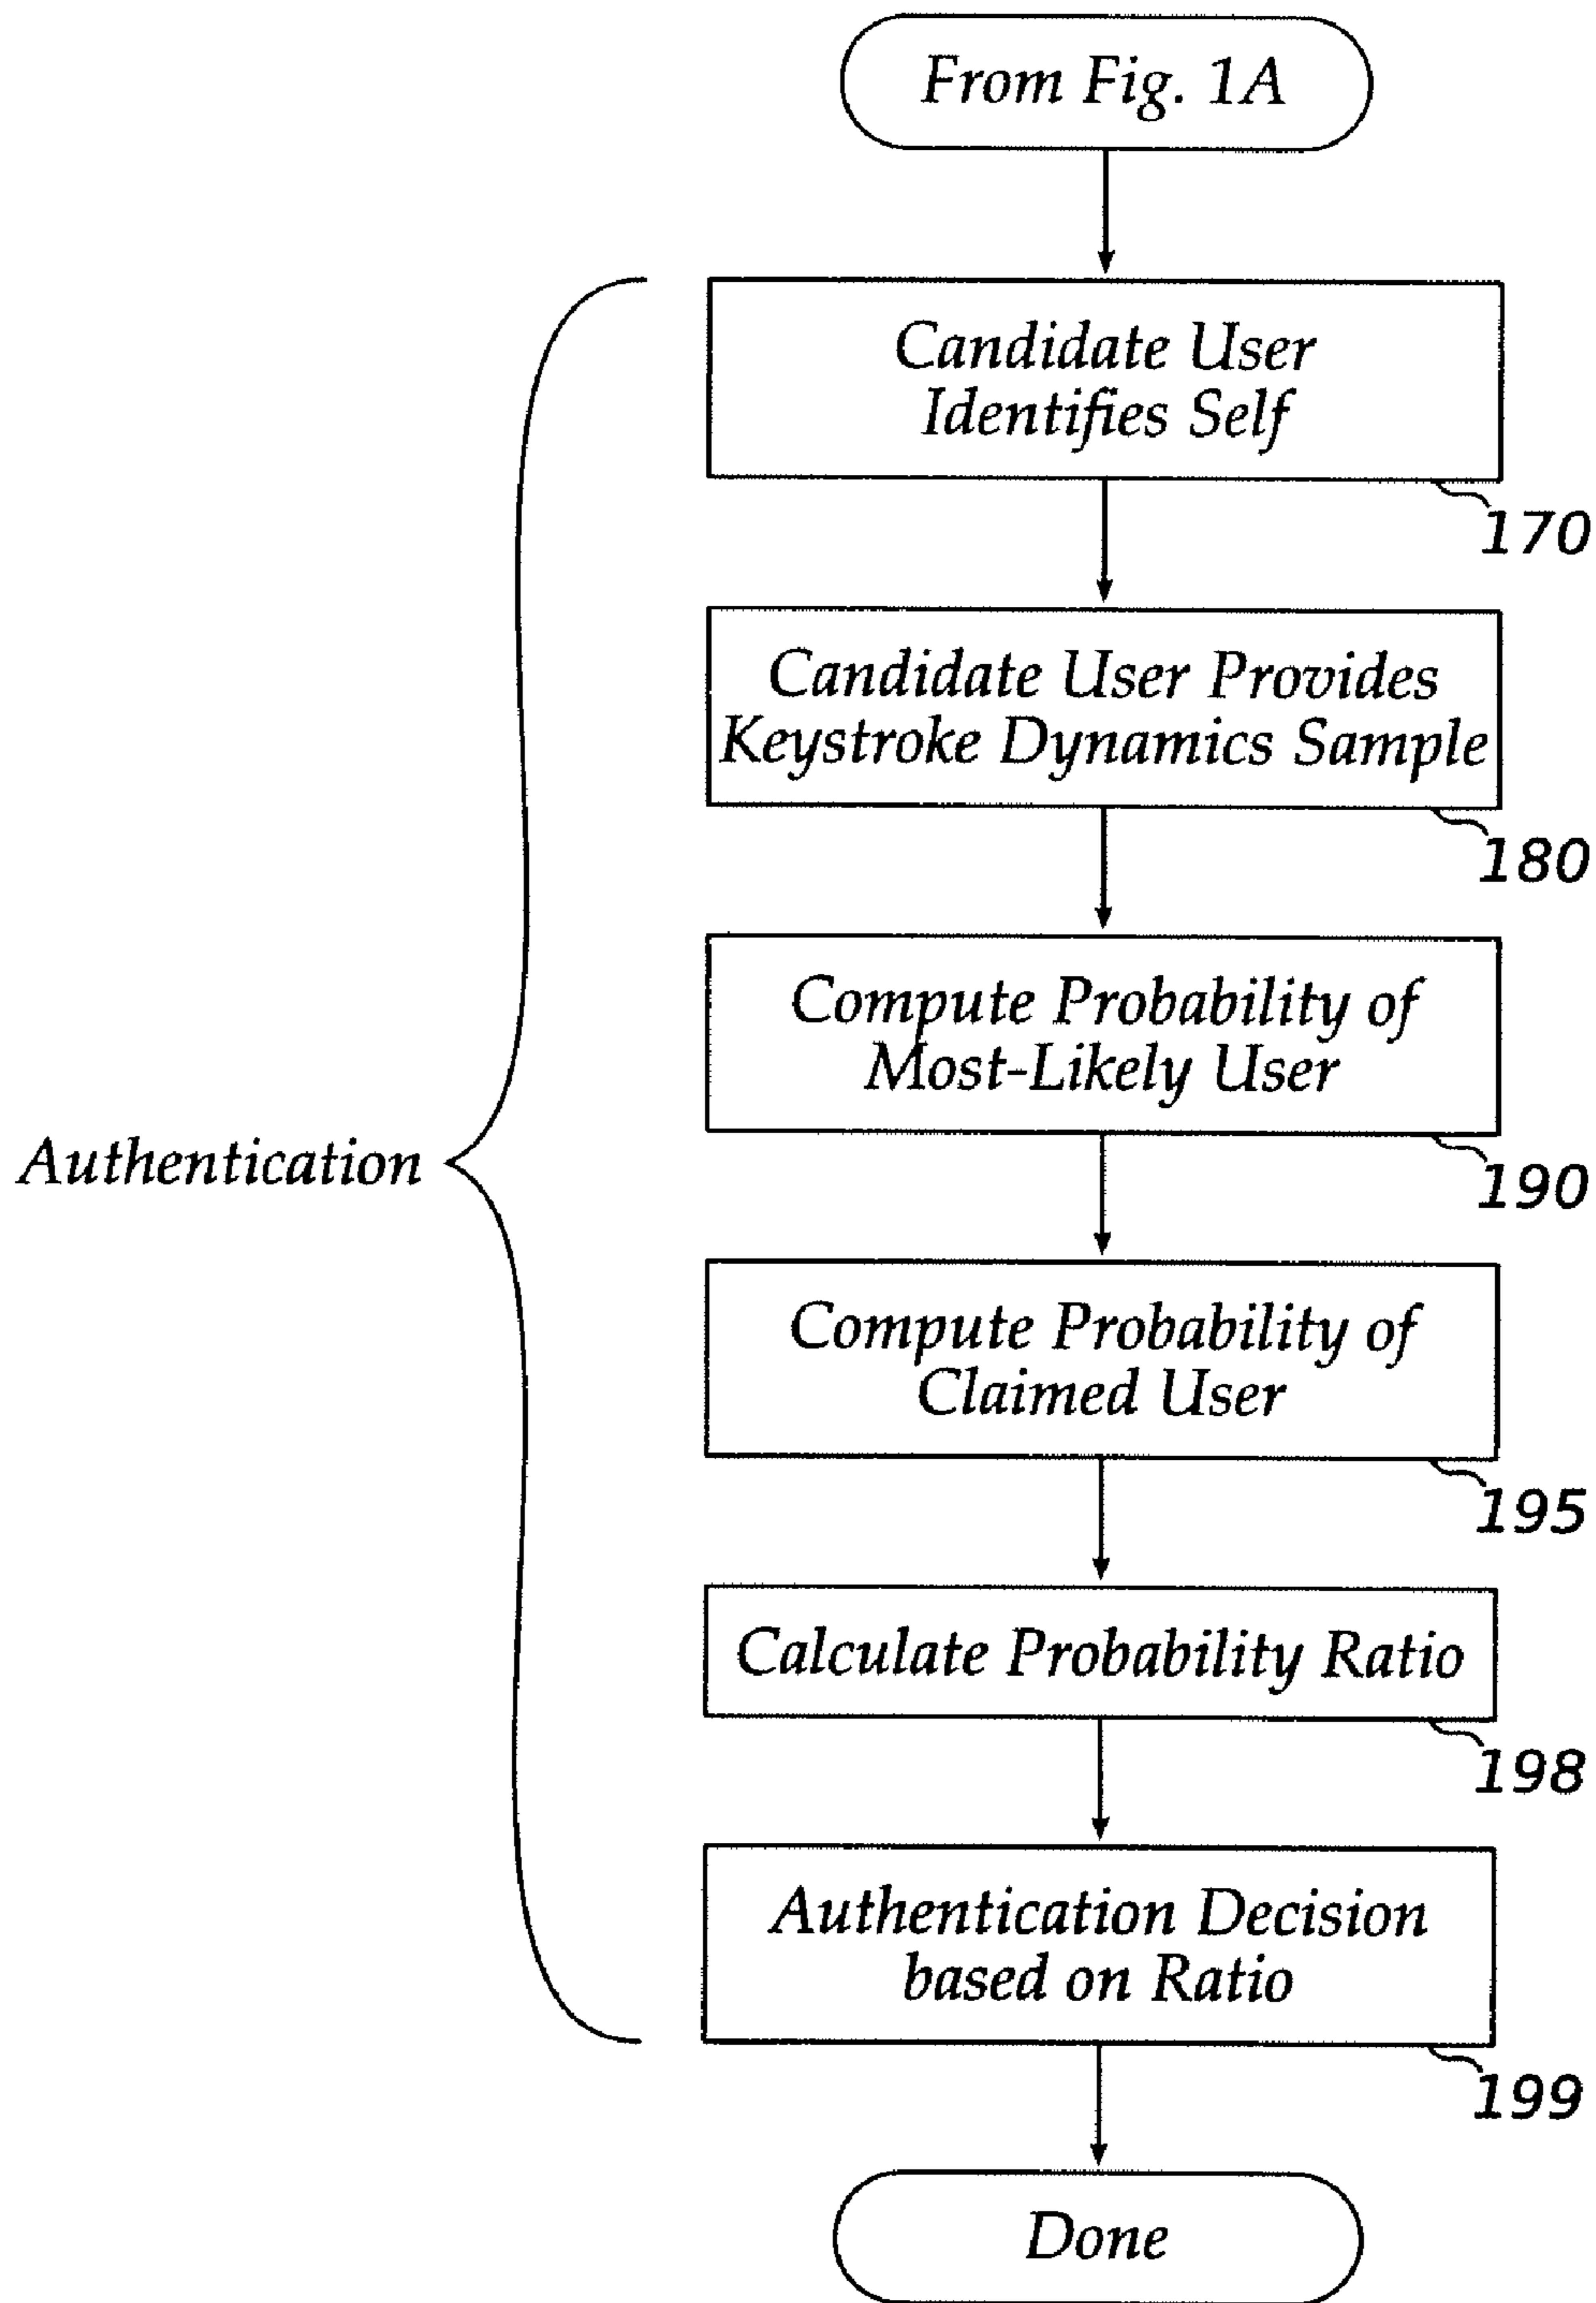 From Fig. 1A
Candidate User
Identifies Self
170
Candidate User Provides
Keystroke Dynamics Sample
180
Compute Probability of
Most-Likely User
190
Authentication
Compute Probability of
Claimed User
195
Calculate Probability Ratio
198
Authentication Decision
based on Ratio
199
Done